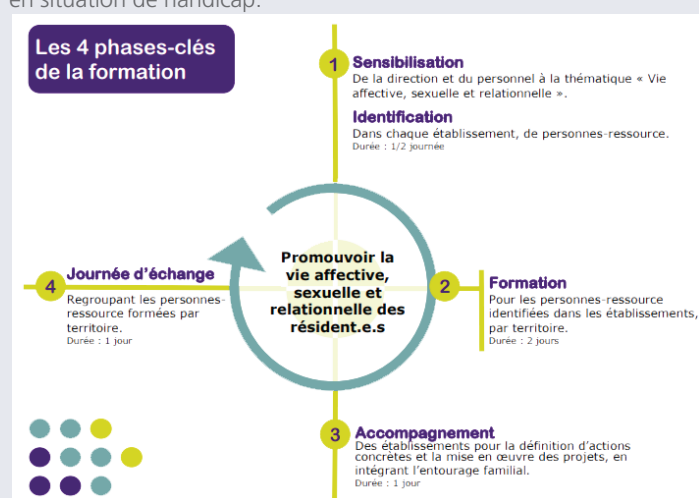 en situation de handicap.
Les 4 phases-clés
de la formation
1
Sensibilisation
De la direction et du personnel à la thématique « Vie
affective, sexuelle et relationnelle ».
Identification
Dans chaque établissement, de personnes-ressource.
Durée : 1/2 journée
Promouvoir la
vie affective,
sexuelle et
relationnelle des
résident.e.s
2
Formation
Pour les personnes-ressource
identifiées dans les établissements,
par territoire.
Durée : 2 jours
3
Accompagnement
Des établissements pour la définition d'actions
concrètes et la mise en œuvre des projets, en
intégrant l'entourage familial.
Durée : 1 jour
4
Journée d'échange
Regroupant les personnes-
ressource formées par
territoire.
Durée : 1 jour